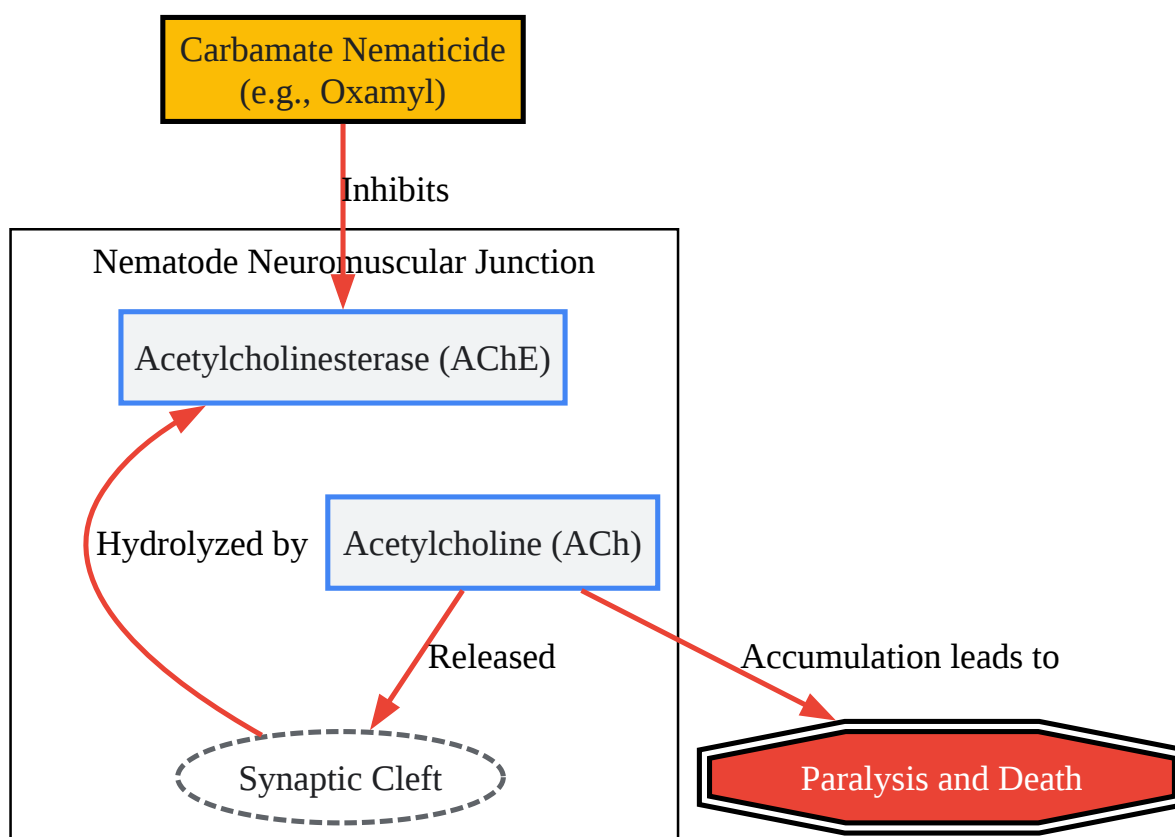 Carbamate Nematicide
(e.g., Oxamyl)
Inhibits
Nematode Neuromuscular Junction
Acetylcholinesterase (AChE)
Hydrolyzed by
Acetylcholine (ACh)
Released
Accumulation leads to
Synaptic Cleft
Paralysis and Death